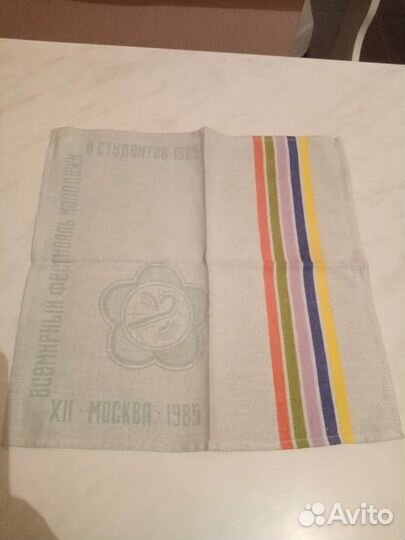 ВСЕМИРНЫЙ ФЕСТИВАЛЬ МОЛОДЕЖИ
И СТУДЕНТОВ 1985
XII · МОСКВА · 1985
Avito